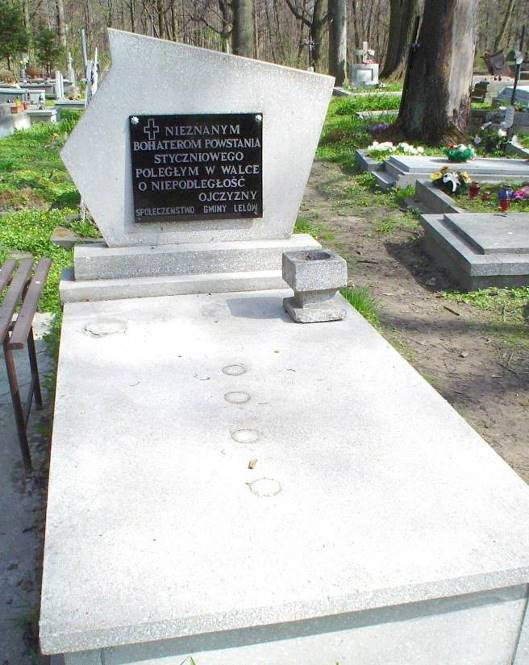 NIEZNANYM
BOHATEROM POWSTANIA
STYCZNIOWEGO
POLEGŁYM W WALCE
O NIEPODLEGŁOŚĆ
OJCZYZNY
SPOŁECZEŃSTWO GMINY LELÓW